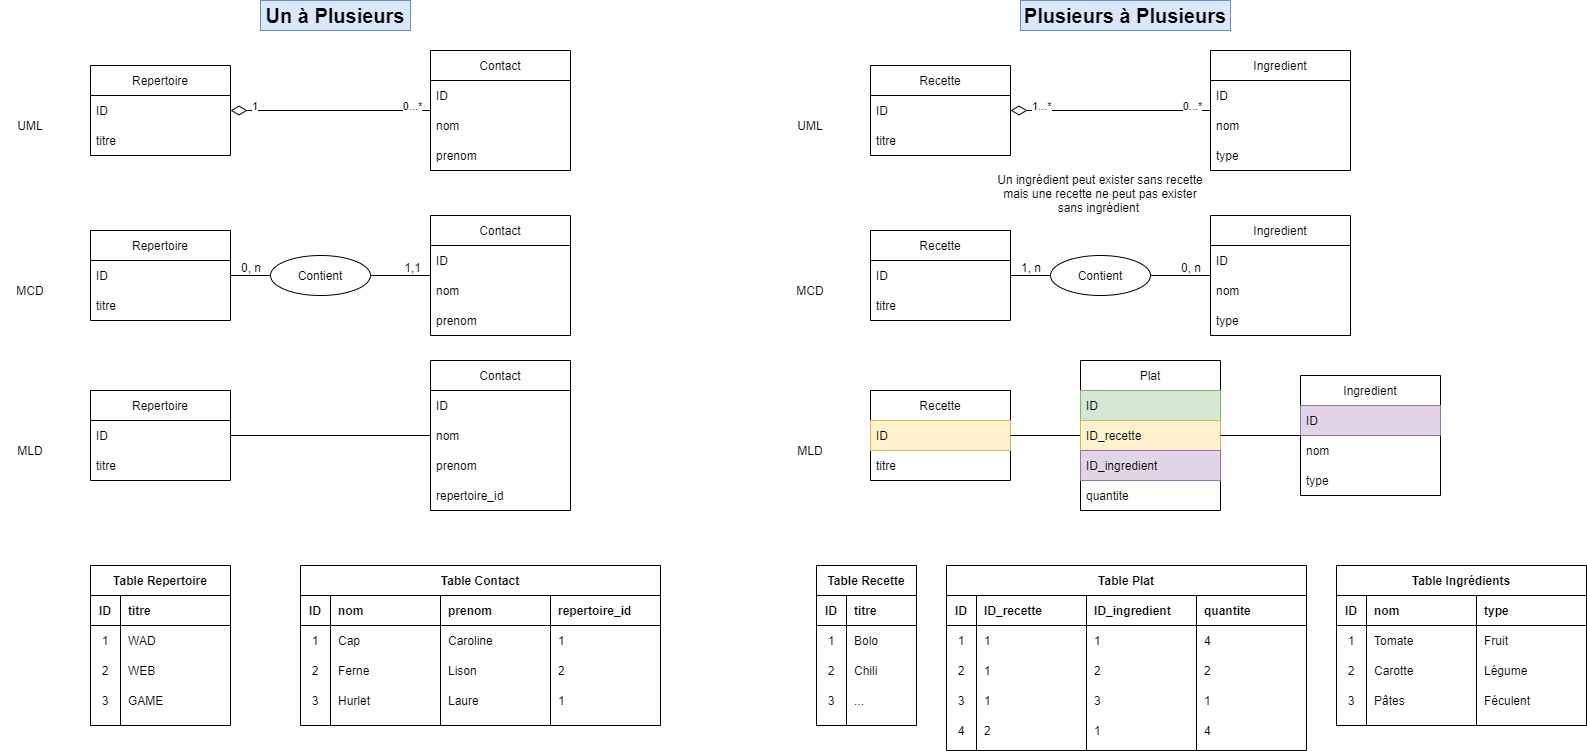 Un à Plusieurs
UML
Repertoire
ID
titre
1
0...*
Contact
ID
nom
prenom
MCD
Repertoire
ID
titre
0, n
Contient
1,1
Contact
ID
nom
prenom
MLD
Repertoire
ID
titre
Contact
ID
nom
prenom
repertoire_id
Table Repertoire
ID titre
1 WAD
2 WEB
3 GAME
Table Contact
ID nom prenom repertoire_id
1 Cap Caroline 1
2 Ferne Lison 2
3 Hurlet Laure 1
Plusieurs à Plusieurs
UML
Recette
ID
titre
1...*
0...*
Ingredient
ID
nom
type
Un ingrédient peut exister sans recette
mais une recette ne peut pas exister
sans ingrédient
MCD
Recette
ID
titre
1, n
Contient
0, n
Ingredient
ID
nom
type
MLD
Recette
ID
titre
Plat
ID
ID_recette
ID_ingredient
quantite
Ingredient
ID
nom
type
Table Recette
ID titre
1 Bolo
2 Chili
3 ...
Table Plat
ID ID_recette ID_ingredient quantite
1 1 1 4
2 1 2 2
3 1 3 1
4 2 1 4
Table Ingrédients
ID nom type
1 Tomate Fruit
2 Carotte Légume
3 Pâtes Féculent